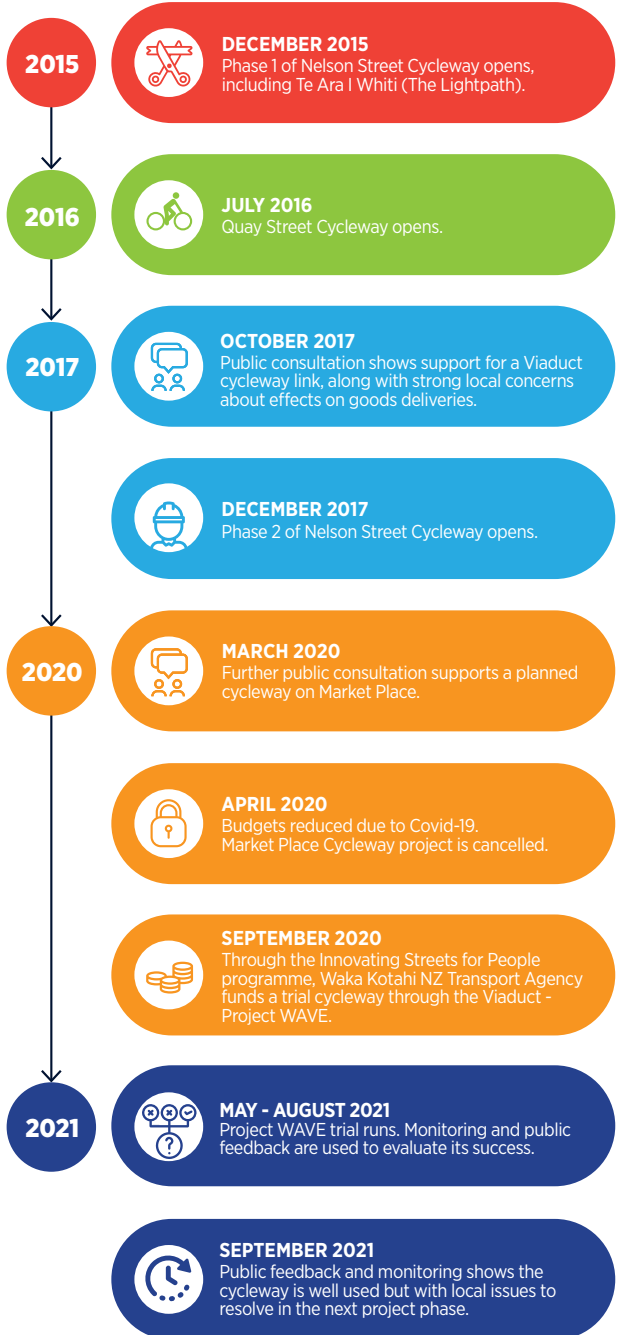 2015
DECEMBER 2015
Phase 1 of Nelson Street Cycleway opens,
including Te Ara I Whiti (The Lightpath).
2016
JULY 2016
Quay Street Cycleway opens.
2017
OCTOBER 2017
Public consultation shows support for a Viaduct
cycleway link, along with strong local concerns
about effects on goods deliveries.
DECEMBER 2017
Phase 2 of Nelson Street Cycleway opens.
2020
MARCH 2020
Further public consultation supports a planned
cycleway on Market Place.
APRIL 2020
Budgets reduced due to Covid-19.
Market Place Cycleway project is cancelled.
SEPTEMBER 2020
Through the Innovating Streets for People
programme, Waka Kotahi NZ Transport Agency
funds a trial cycleway through the Viaduct -
Project WAVE.
2021
MAY - AUGUST 2021
Project WAVE trial runs. Monitoring and public
feedback are used to evaluate its success.
?
SEPTEMBER 2021
Public feedback and monitoring shows the
cycleway is well used but with local issues to
resolve in the next project phase.